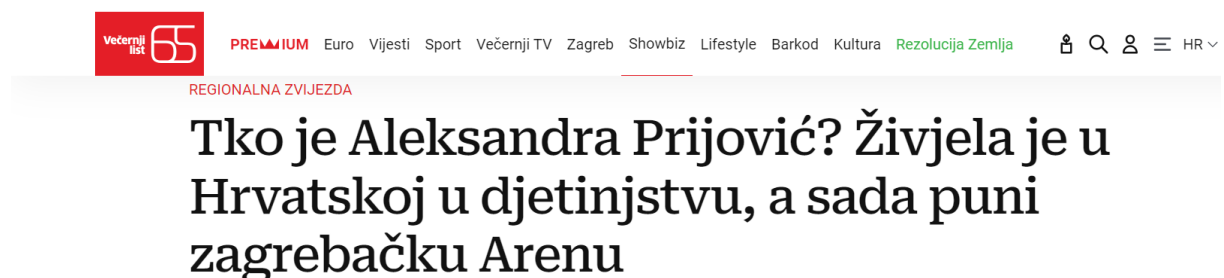 Večernji list 65 PREMIUM Euro Vijesti Sport Večernji TV Zagreb Showbiz Lifestyle Barkod Kultura Rezolucija Zemlja HR
REGIONALNA ZVIJEZDA
Tko je Aleksandra Prijović? Živjela je u
Hrvatskoj u djetinjstvu, a sada puni
zagrebačku Arenu